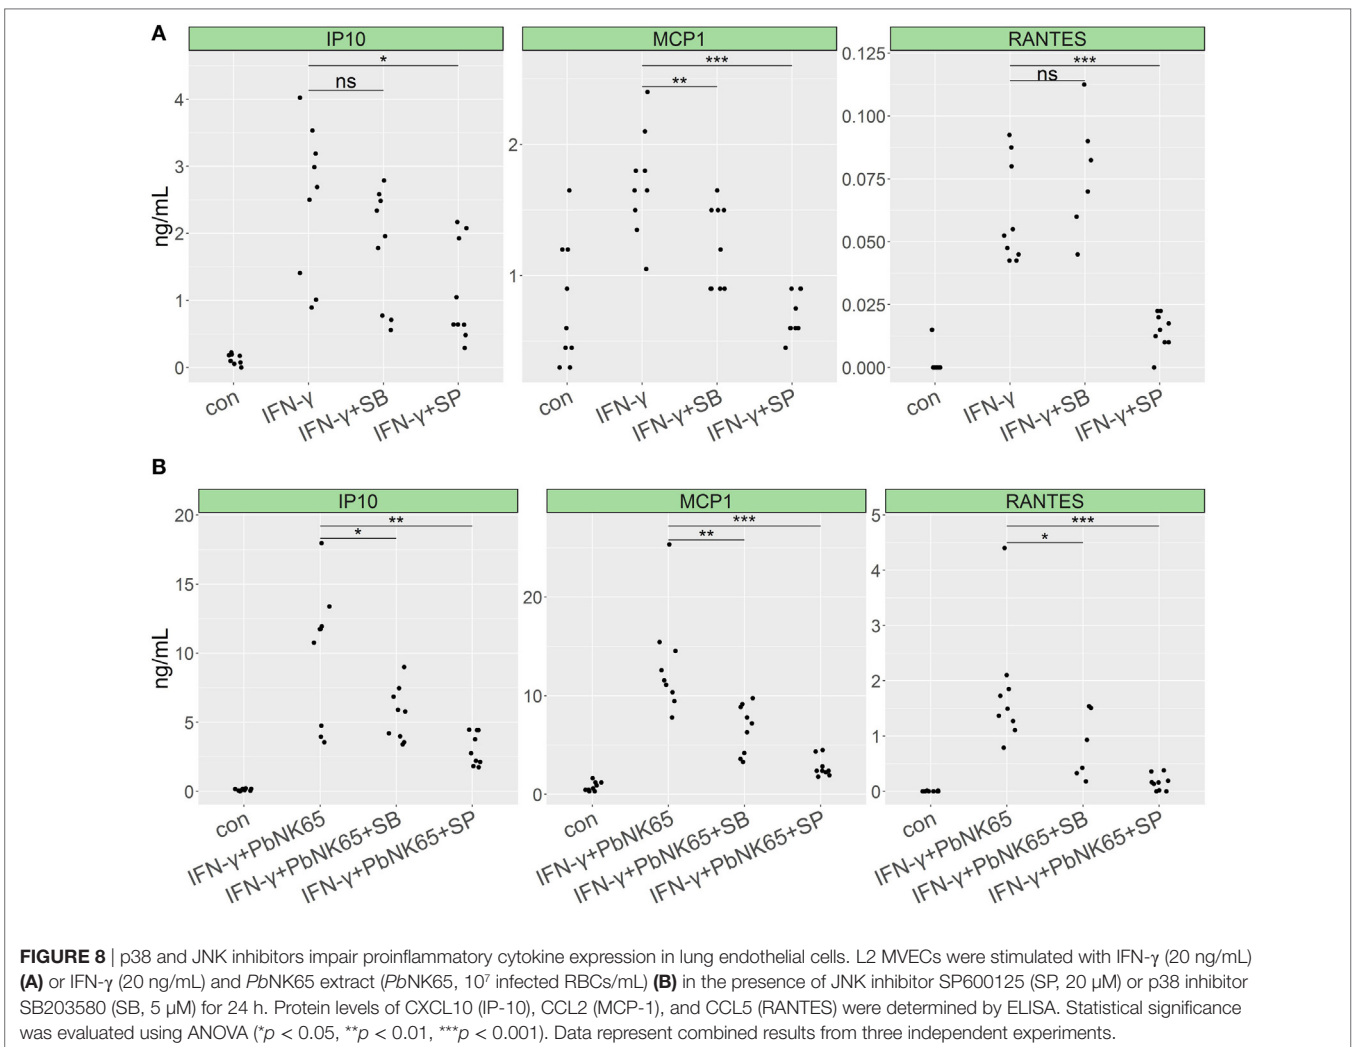 A
IP10
MCP1
RANTES
ng/mL
4
3
2
1
0
*
ns
con
IFN-γ
IFN-γ+SB
IFN-γ+SP
2
1
***
**
con
IFN-γ
IFN-γ+SB
IFN-γ+SP
0.125
0.100
0.075
0.050
0.025
0.000
***
ns
con
IFN-γ
IFN-γ+SB
IFN-γ+SP
B
IP10
MCP1
RANTES
ng/mL
20
15
10
5
0
**
*
con
IFN-γ+PbNK65
IFN-γ+PbNK65+SB
IFN-γ+PbNK65+SP
20
10
0
***
**
con
IFN-γ+PbNK65
IFN-γ+PbNK65+SB
IFN-γ+PbNK65+SP
5
4
3
2
1
0
***
*
con
IFN-γ+PbNK65
IFN-γ+PbNK65+SB
IFN-γ+PbNK65+SP
FIGURE 8 | p38 and JNK inhibitors impair proinflammatory cytokine expression in lung endothelial cells. L2 MVECs were stimulated with IFN-γ (20 ng/mL)
(A) or IFN-γ (20 ng/mL) and PbNK65 extract (PbNK65, 10⁷ infected RBCs/mL) (B) in the presence of JNK inhibitor SP600125 (SP, 20 µM) or p38 inhibitor
SB203580 (SB, 5 µM) for 24 h. Protein levels of CXCL10 (IP-10), CCL2 (MCP-1), and CCL5 (RANTES) were determined by ELISA. Statistical significance
was evaluated using ANOVA (*p < 0.05, **p < 0.01, ***p < 0.001). Data represent combined results from three independent experiments.